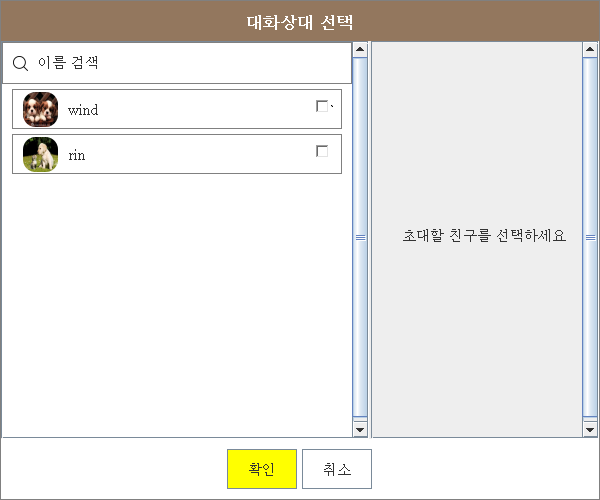 대화상대 선택
이름 검색
wind
rin
초대할 친구를 선택하세요
확인
취소